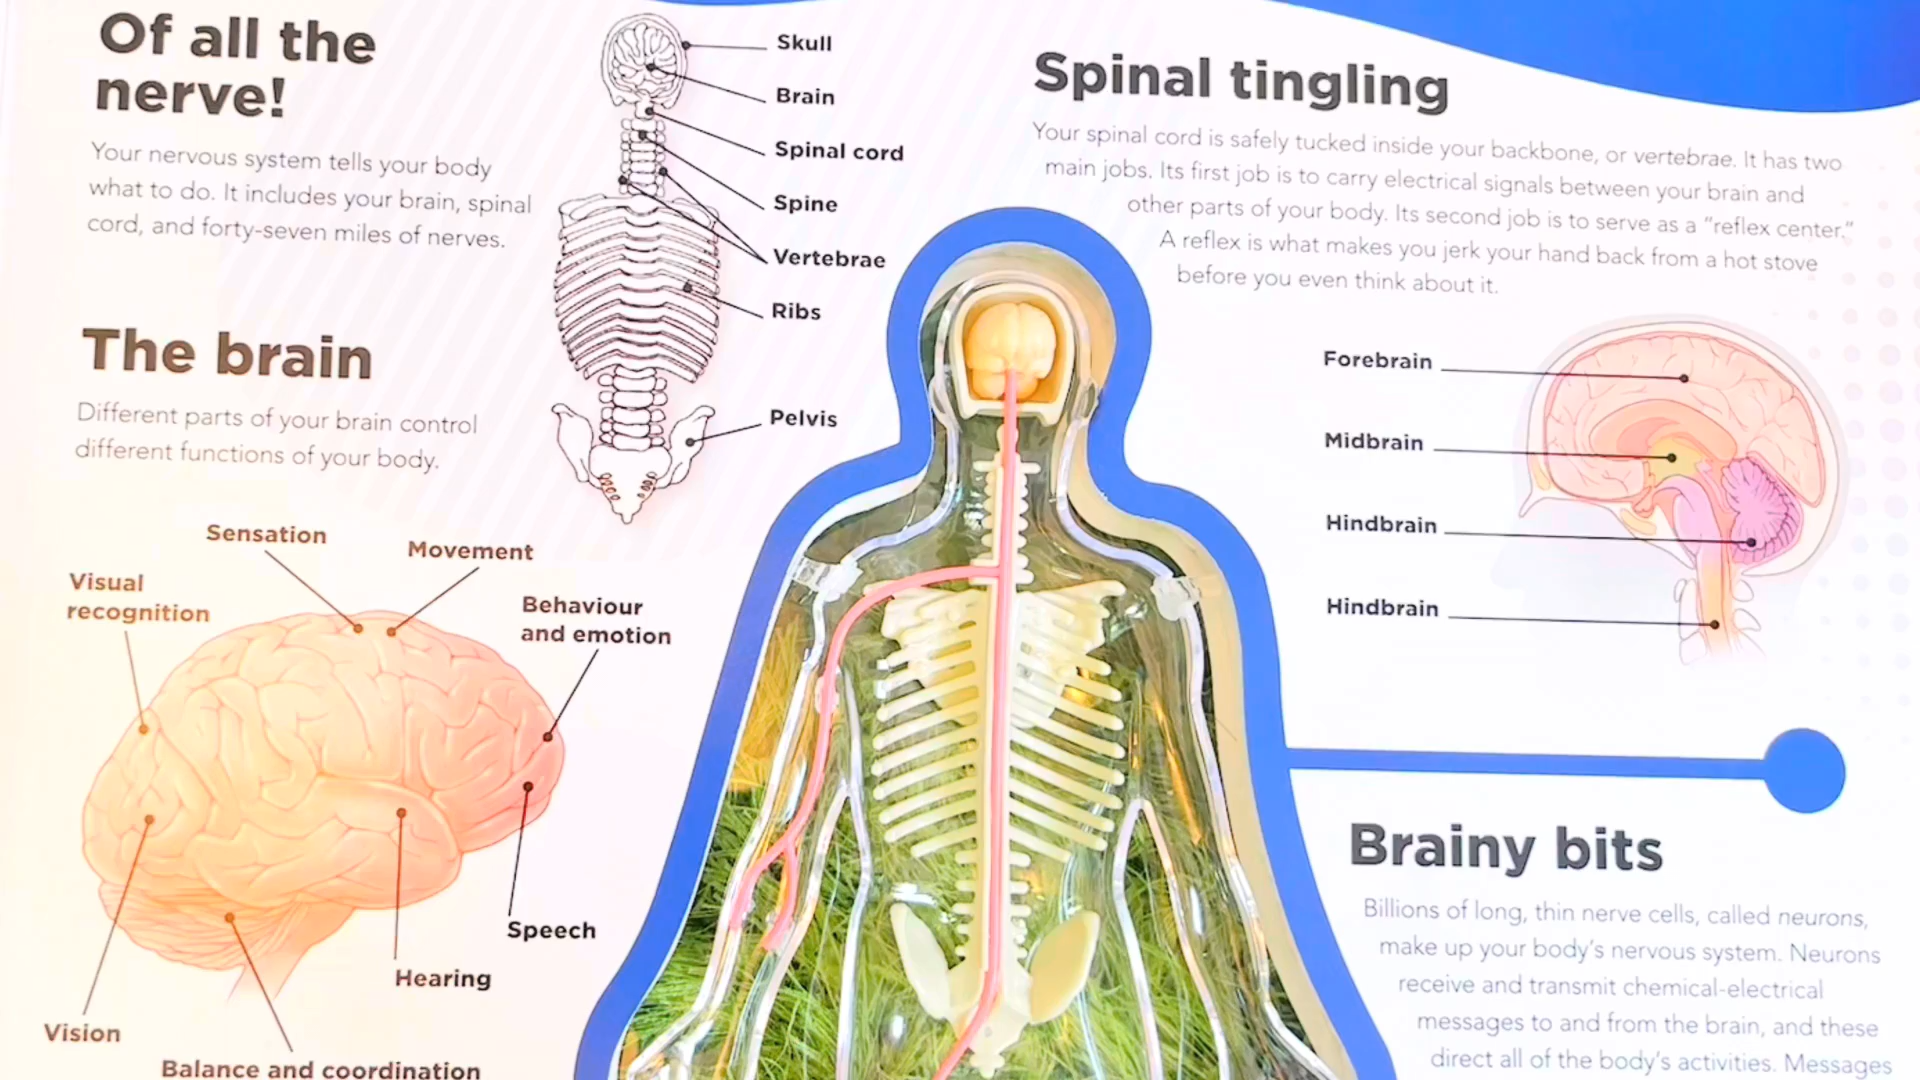 Of all the
nerve!
Your nervous system tells your body
what to do. It includes your brain, spinal
cord, and forty-seven miles of nerves.
Skull
Brain
Spinal cord
Spine
Vertebrae
Ribs
Pelvis
The brain
Different parts of your brain control
different functions of your body.
Sensation
Movement
Visual
recognition
Behaviour
and emotion
Speech
Hearing
Vision
Balance and coordination
Spinal tingling
Your spinal cord is safely tucked inside your backbone, or vertebrae. It has two
main jobs. Its first job is to carry electrical signals between your brain and
other parts of your body. Its second job is to serve as a “reflex center.”
A reflex is what makes you jerk your hand back from a hot stove
before you even think about it.
Forebrain
Midbrain
Hindbrain
Hindbrain
Brainy bits
Billions of long, thin nerve cells, called neurons,
make up your body’s nervous system. Neurons
receive and transmit chemical-electrical
messages to and from the brain, and these
direct all of the body’s activities. Messages